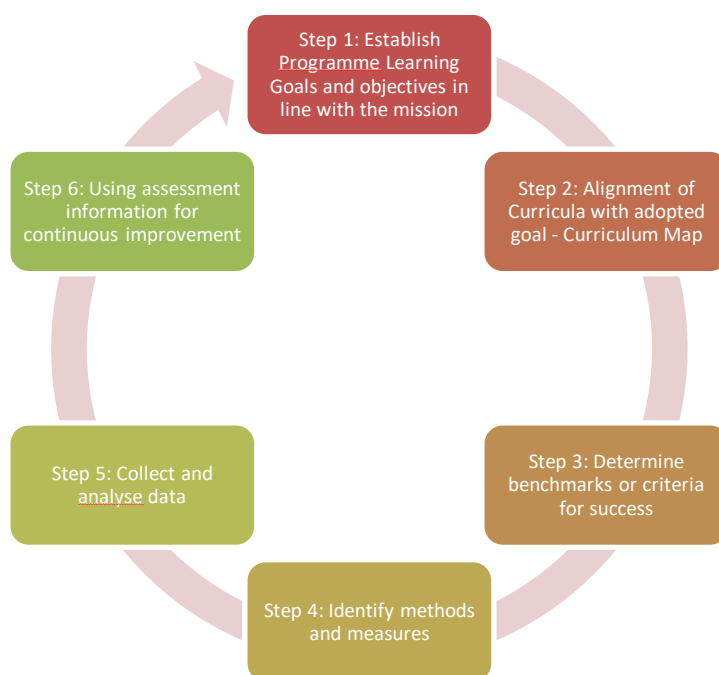 Step 1: Establish
Programme Learning
Goals and objectives in
line with the mission
Step 2: Alignment of
Curricula with adopted
goal - Curriculum Map
Step 3: Determine
benchmarks or criteria
for success
Step 4: Identify methods
and measures
Step 5: Collect and
analyse data
Step 6: Using assessment
information for
continuous improvement